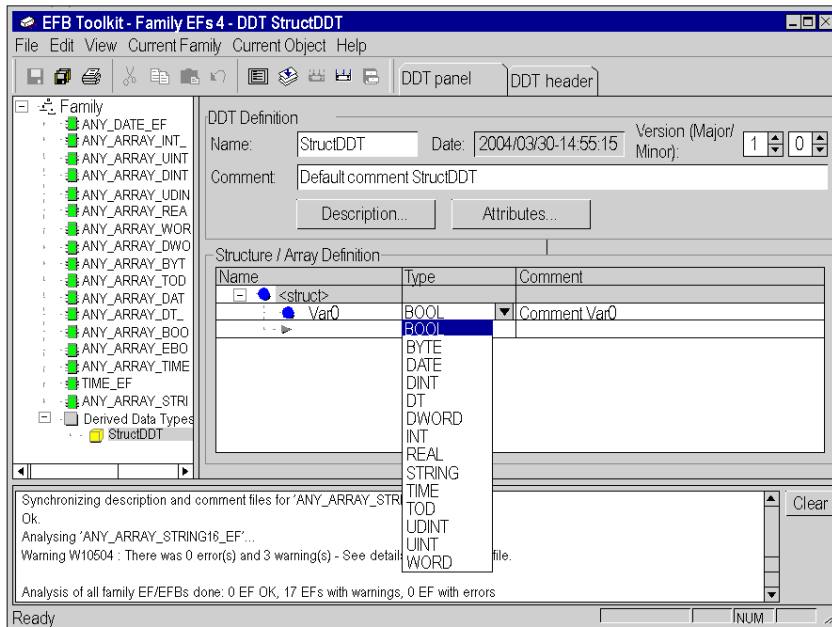 EFB Toolkit - Family EFs 4 - DDT StructDDT
File Edit View Current Family Current Object Help
DDT panel DDT header
Family
ANY_DATE_EF
ANY_ARRAY_INT_
ANY_ARRAY_UINT
ANY_ARRAY_DINT
ANY_ARRAY_UDIN
ANY_ARRAY_REA
ANY_ARRAY_WOR
ANY_ARRAY_DWO
ANY_ARRAY_BYT
ANY_ARRAY_TOD
ANY_ARRAY_DAT
ANY_ARRAY_DT_
ANY_ARRAY_BOO
ANY_ARRAY_EBO
ANY_ARRAY_TIME
TIME_EF
ANY_ARRAY_STRI
Derived Data Types
StructDDT
DDT Definition
Name: StructDDT Date: 2004/03/30-14:55:15 Version (Major/
Minor): 1 0
Comment Default comment StructDDT
Description... Attributes...
Structure / Array Definition
Name Type Comment
<struct>
Var0 BOOL Comment Var0
BOOL
BYTE
DATE
DINT
DT
DWORD
INT
REAL
STRING
TIME
TOD
UDINT
UINT
WORD
Synchronizing description and comment files for 'ANY_ARRAY_STRI
Ok.
Analysing 'ANY_ARRAY_STRING16_EF'...
Warning W10504 : There was 0 error(s) and 3 warning(s) - See details file.
Analysis of all family EF/EFBs done: 0 EF OK, 17 EFs with warnings, 0 EF with errors
Clear
Ready NUM